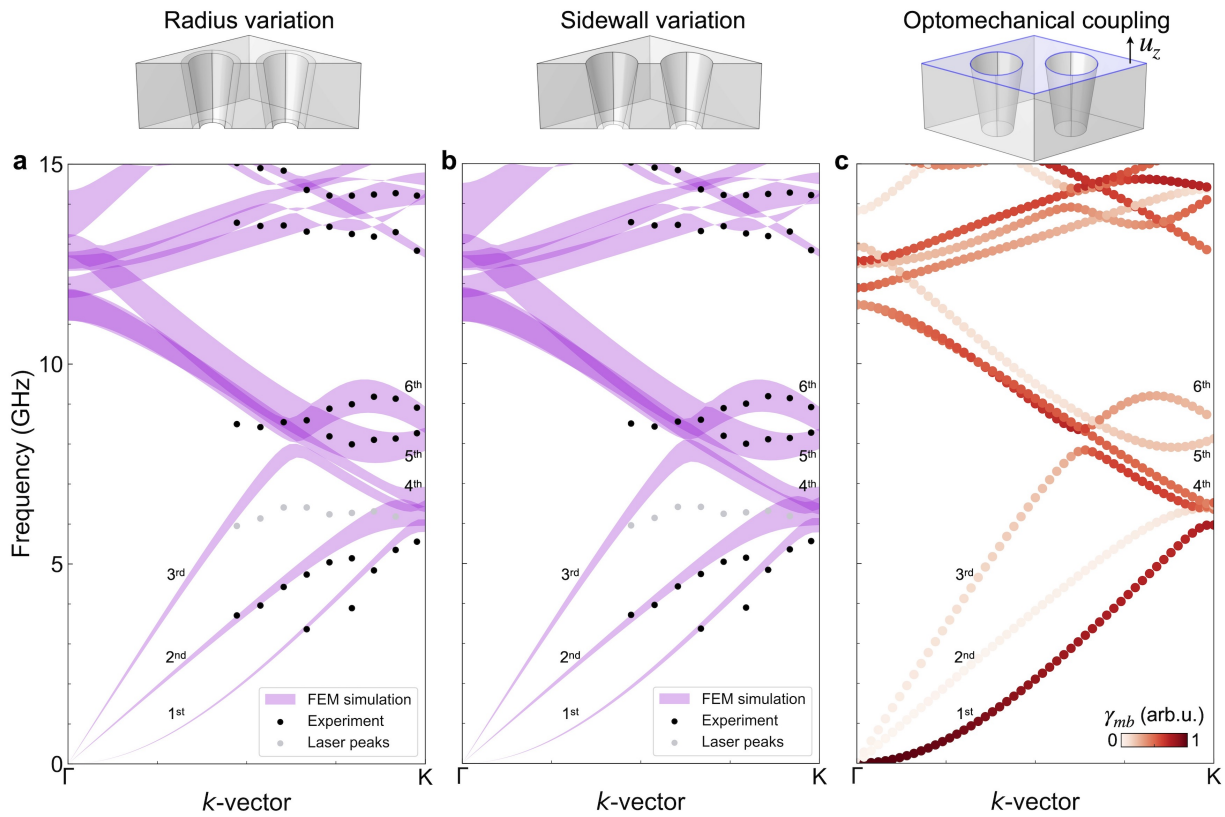 Radius variation
Sidewall variation
Optomechanical coupling
u_z
a
b
c
15
10
5
0
Frequency (GHz)
6th
5th
4th
3rd
2nd
1st
FEM simulation
Experiment
Laser peaks
Γ
K
k-vector
6th
5th
4th
3rd
2nd
1st
FEM simulation
Experiment
Laser peaks
Γ
K
k-vector
6th
5th
4th
3rd
2nd
1st
γ_mb (arb.u.)
0 1
Γ
K
k-vector